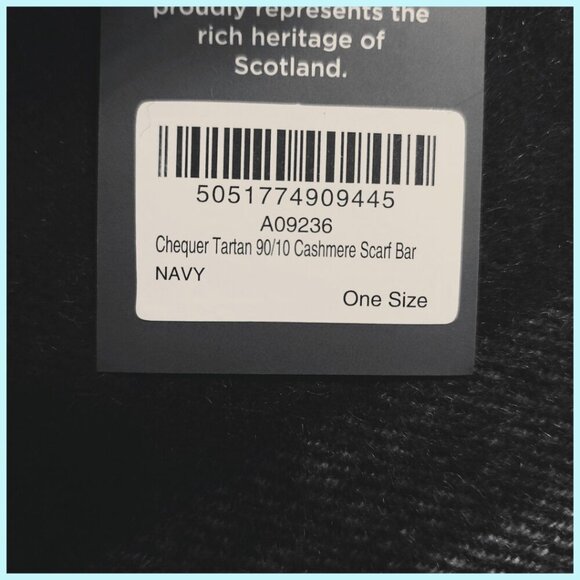 proudly represents the
rich heritage of
Scotland.
5051774909445
A09236
Chequer Tartan 90/10 Cashmere Scarf Bar
NAVY
One Size